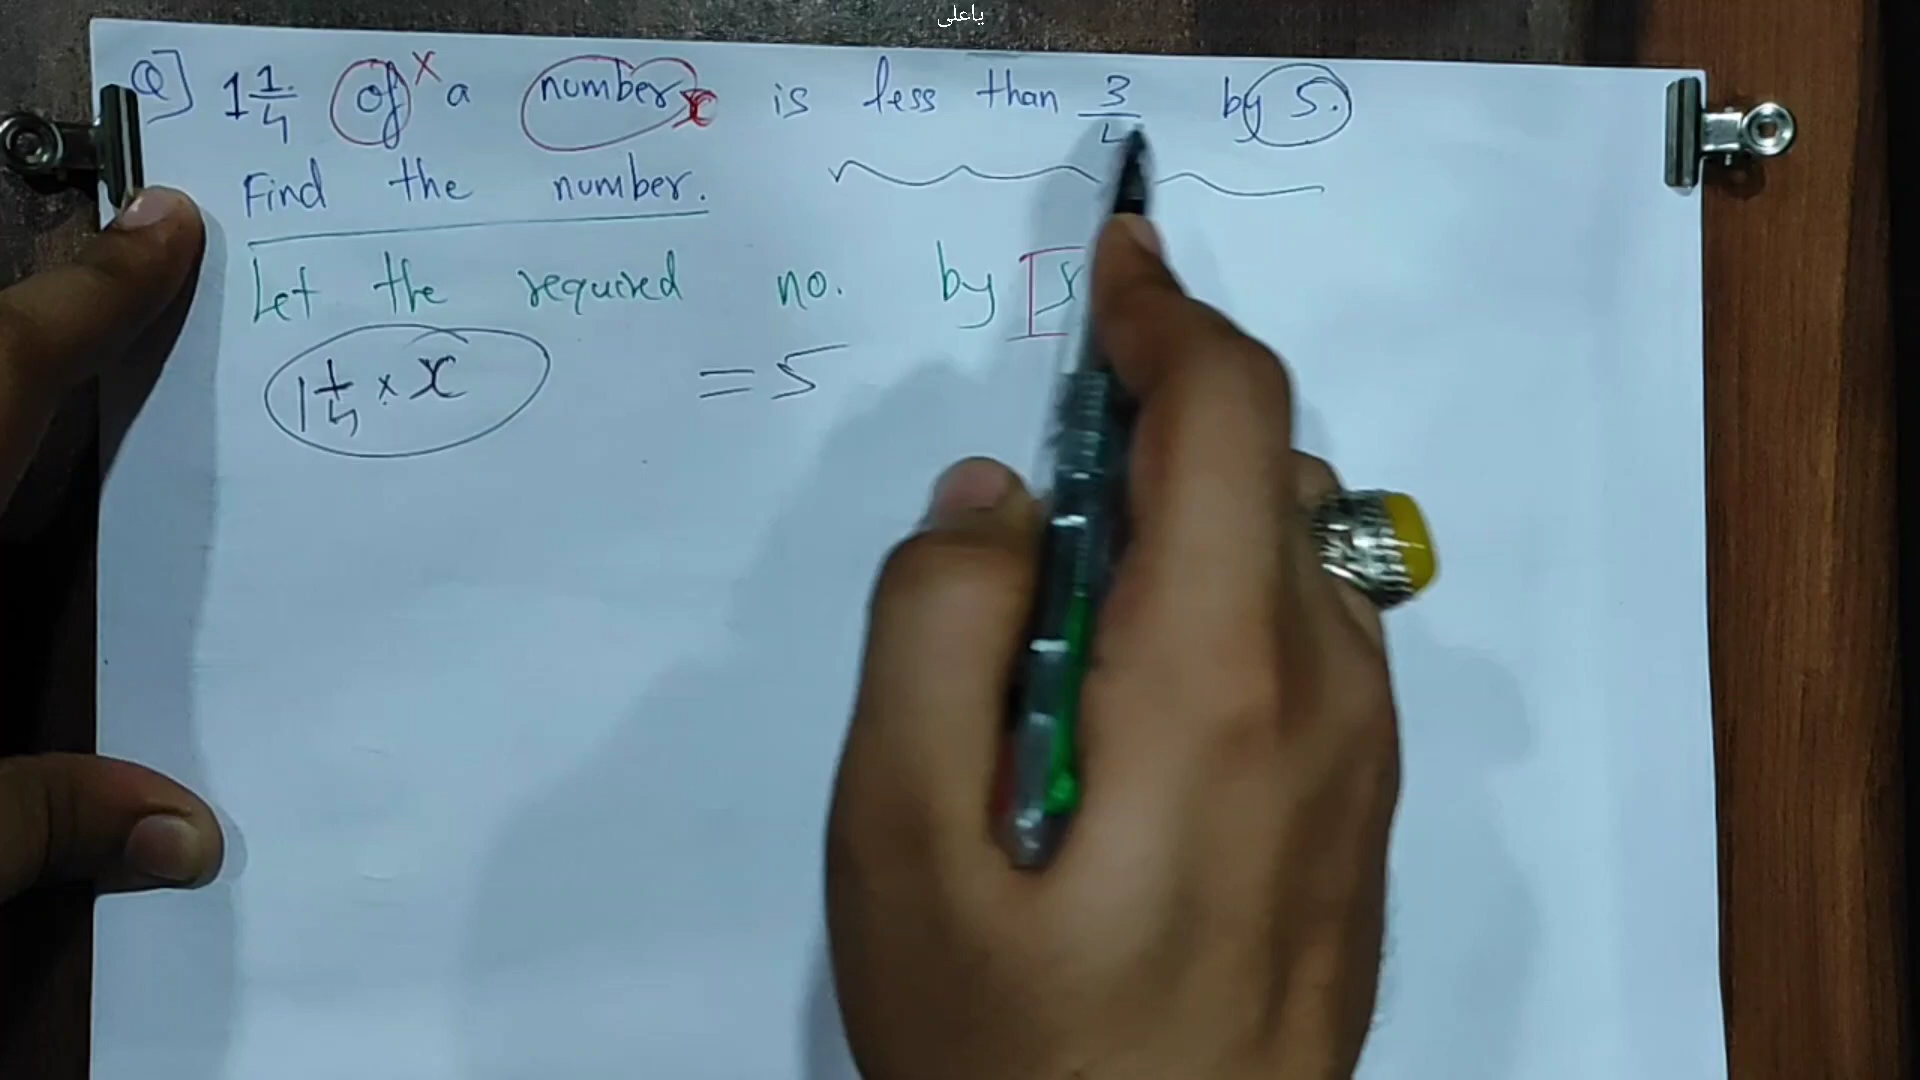 ياعلى
Q] 1 1/4 of x a number x is less than 3/4 by 5.
Find the number.
Let the required no. by x
1 1/4 × x = 5